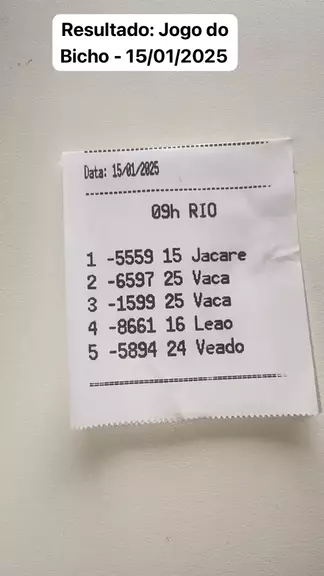 Resultado: Jogo do
Bicho - 15/01/2025
Data: 15/01/2025
09h RIO
1 -5559 15 Jacare
2 -6597 25 Vaca
3 -1599 25 Vaca
4 -8661 16 Leao
5 -5894 24 Veado